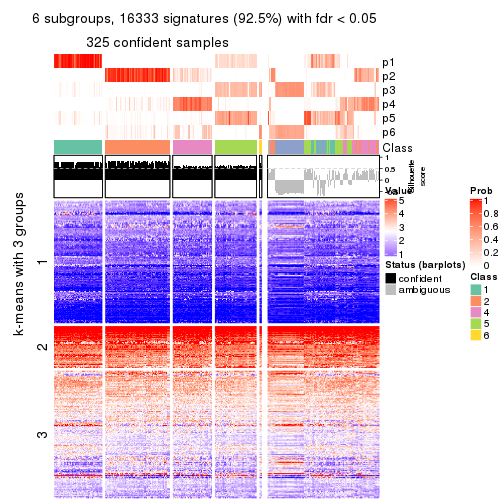 6 subgroups, 16333 signatures (92.5%) with fdr < 0.05
325 confident samples
p1
p2
p3
p4
p5
p6
Class
1
0.5
0
Silhouette
score
k-means with 3 groups
1
2
3
Value
5
4
3
2
1
Status (barplots)
confident
ambiguous
Prob
1
0.8
0.6
0.4
0.2
0
Class
1
2
4
5
6